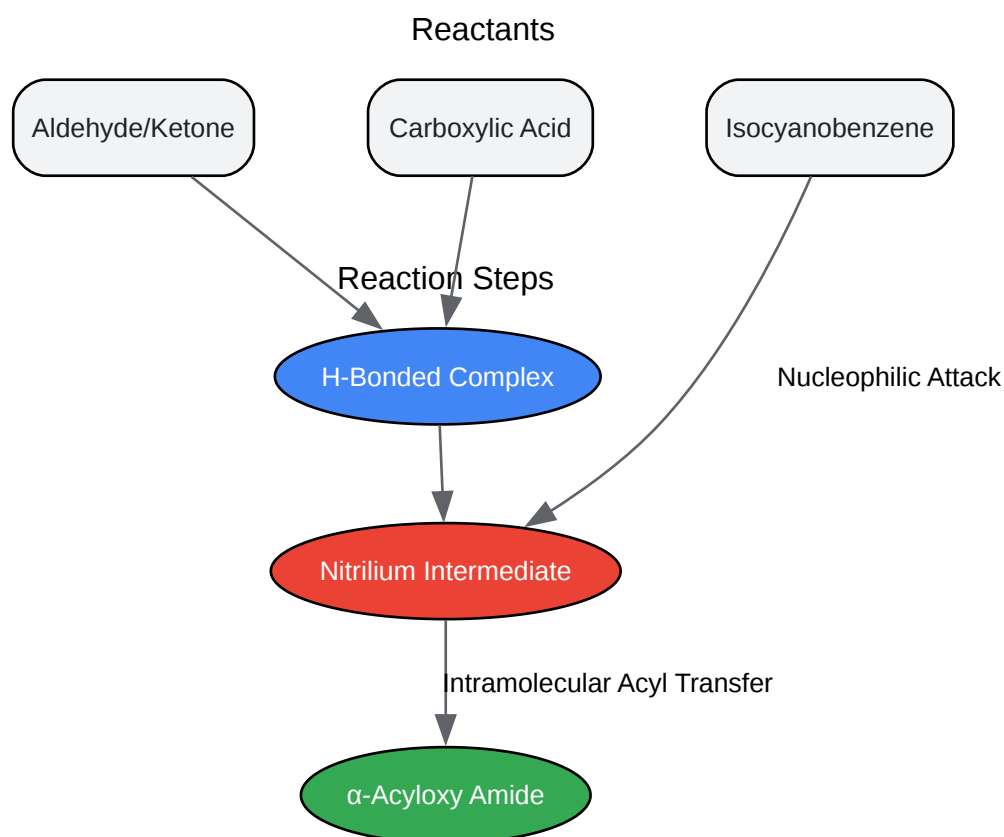 Reactants
Aldehyde/Ketone
Carboxylic Acid
Isocyanobenzene
Reaction Steps
H-Bonded Complex
Nucleophilic Attack
Nitrilium Intermediate
Intramolecular Acyl Transfer
α-Acyloxy Amide